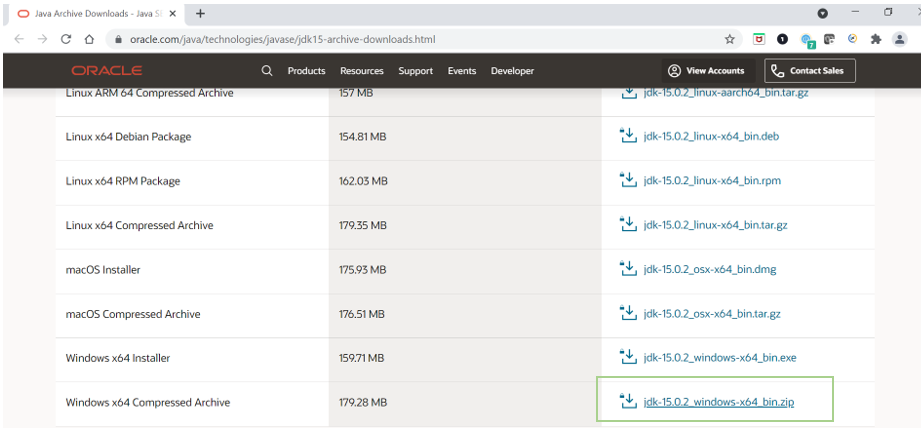 Java Archive Downloads - Java S
oracle.com/java/technologies/javase/jdk15-archive-downloads.html
7
ORACLE Products Resources Support Events Developer View Accounts Contact Sales
Linux ARM 64 Compressed Archive 157 MB jdk-15.0.2_linux-aarch64_bin.tar.gz
Linux x64 Debian Package 154.81 MB jdk-15.0.2_linux-x64_bin.deb
Linux x64 RPM Package 162.03 MB jdk-15.0.2_linux-x64_bin.rpm
Linux x64 Compressed Archive 179.35 MB jdk-15.0.2_linux-x64_bin.tar.gz
macOS Installer 175.93 MB jdk-15.0.2_osx-x64_bin.dmg
macOS Compressed Archive 176.51 MB jdk-15.0.2_osx-x64_bin.tar.gz
Windows x64 Installer 159.71 MB jdk-15.0.2_windows-x64_bin.exe
Windows x64 Compressed Archive 179.28 MB jdk-15.0.2_windows-x64_bin.zip